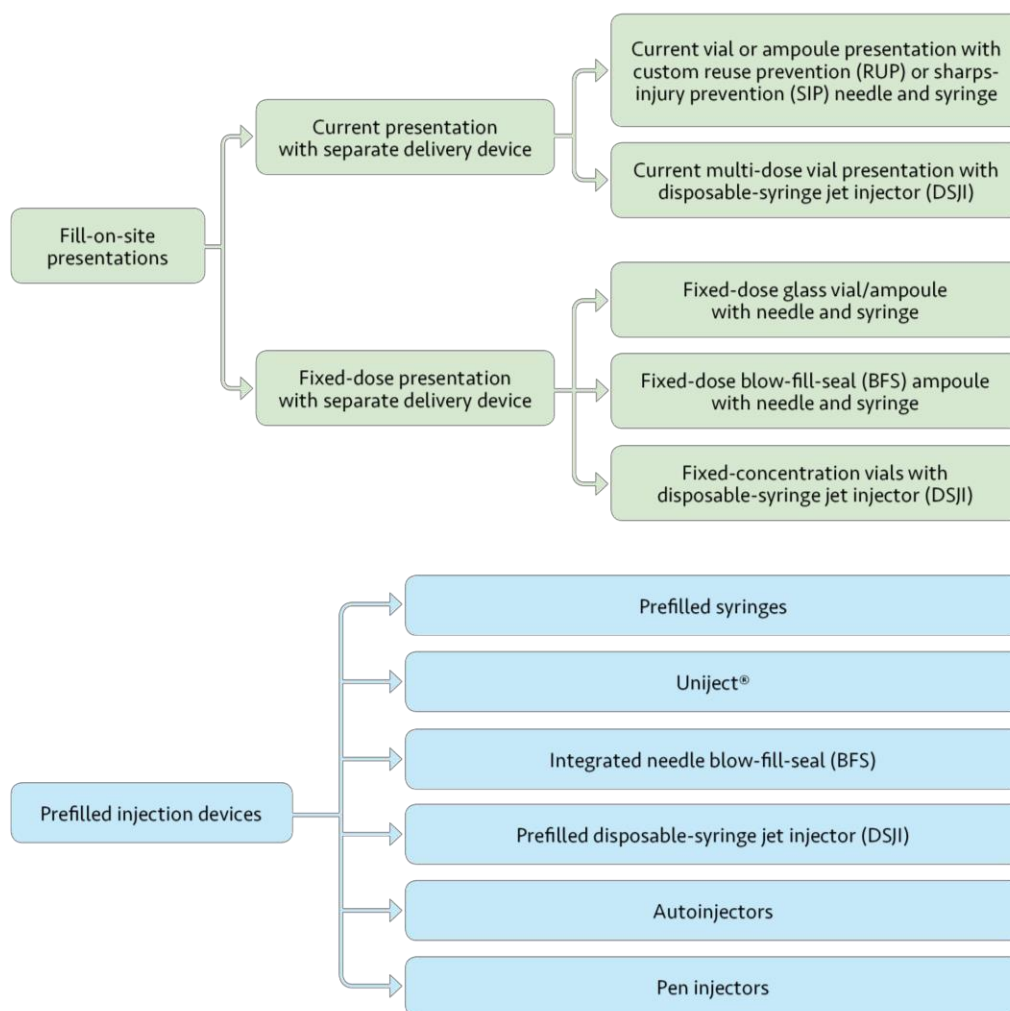 Fill-on-site
presentations
Current presentation
with separate delivery device
Current vial or ampoule presentation with
custom reuse prevention (RUP) or sharps-
injury prevention (SIP) needle and syringe
Current multi-dose vial presentation with
disposable-syringe jet injector (DSJI)
Fixed-dose presentation
with separate delivery device
Fixed-dose glass vial/ampoule
with needle and syringe
Fixed-dose blow-fill-seal (BFS) ampoule
with needle and syringe
Fixed-concentration vials with
disposable-syringe jet injector (DSJI)
Prefilled injection devices
Prefilled syringes
Uniject®
Integrated needle blow-fill-seal (BFS)
Prefilled disposable-syringe jet injector (DSJI)
Autoinjectors
Pen injectors